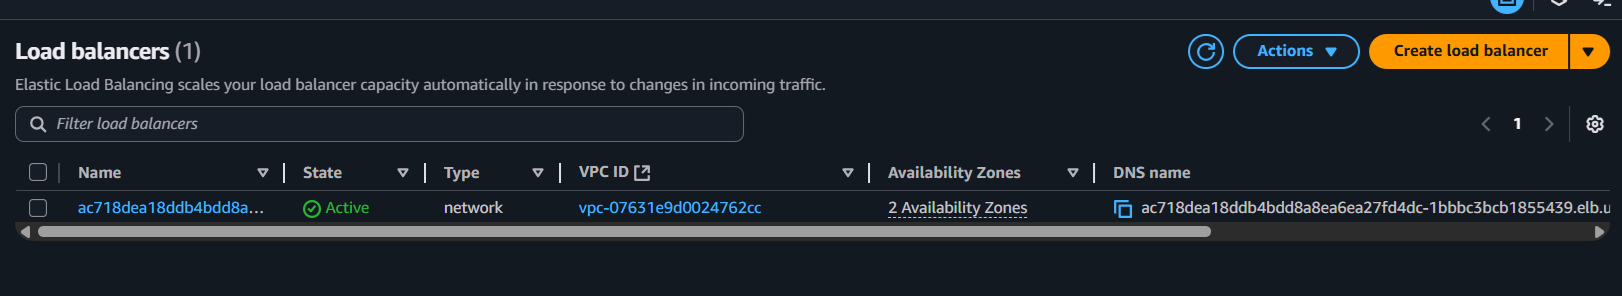 Load balancers (1)
Actions
Create load balancer
Elastic Load Balancing scales your load balancer capacity automatically in response to changes in incoming traffic.
Filter load balancers
1
Name State Type VPC ID Availability Zones DNS name
ac718dea18ddb4bdd8a... Active network vpc-07631e9d0024762cc 2 Availability Zones ac718dea18ddb4bdd8a8ea6ea27fd4dc-1bbbc3bcb1855439.elb.u